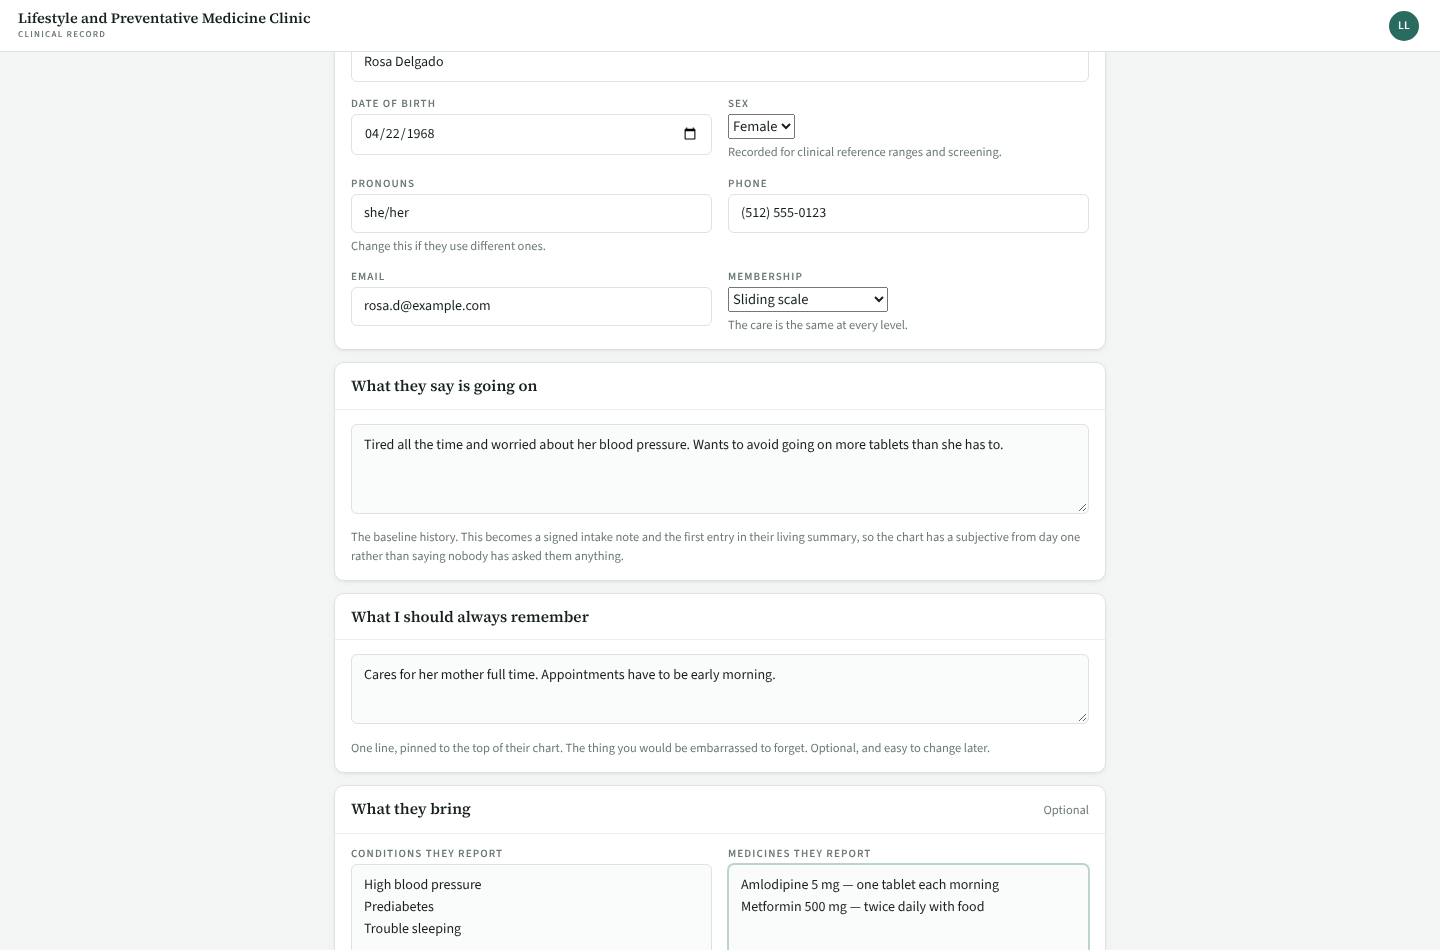 Lifestyle and Preventative Medicine Clinic
CLINICAL RECORD
LL
Rosa Delgado
DATE OF BIRTH
04/22/1968
SEX
Female
Recorded for clinical reference ranges and screening.
PRONOUNS
she/her
Change this if they use different ones.
PHONE
(512) 555-0123
EMAIL
rosa.d@example.com
MEMBERSHIP
Sliding scale
The care is the same at every level.
What they say is going on
Tired all the time and worried about her blood pressure. Wants to avoid going on more tablets than she has to.
The baseline history. This becomes a signed intake note and the first entry in their living summary, so the chart has a subjective from day one
rather than saying nobody has asked them anything.
What I should always remember
Cares for her mother full time. Appointments have to be early morning.
One line, pinned to the top of their chart. The thing you would be embarrassed to forget. Optional, and easy to change later.
What they bring
Optional
CONDITIONS THEY REPORT
High blood pressure
Prediabetes
Trouble sleeping
MEDICINES THEY REPORT
Amlodipine 5 mg — one tablet each morning
Metformin 500 mg — twice daily with food